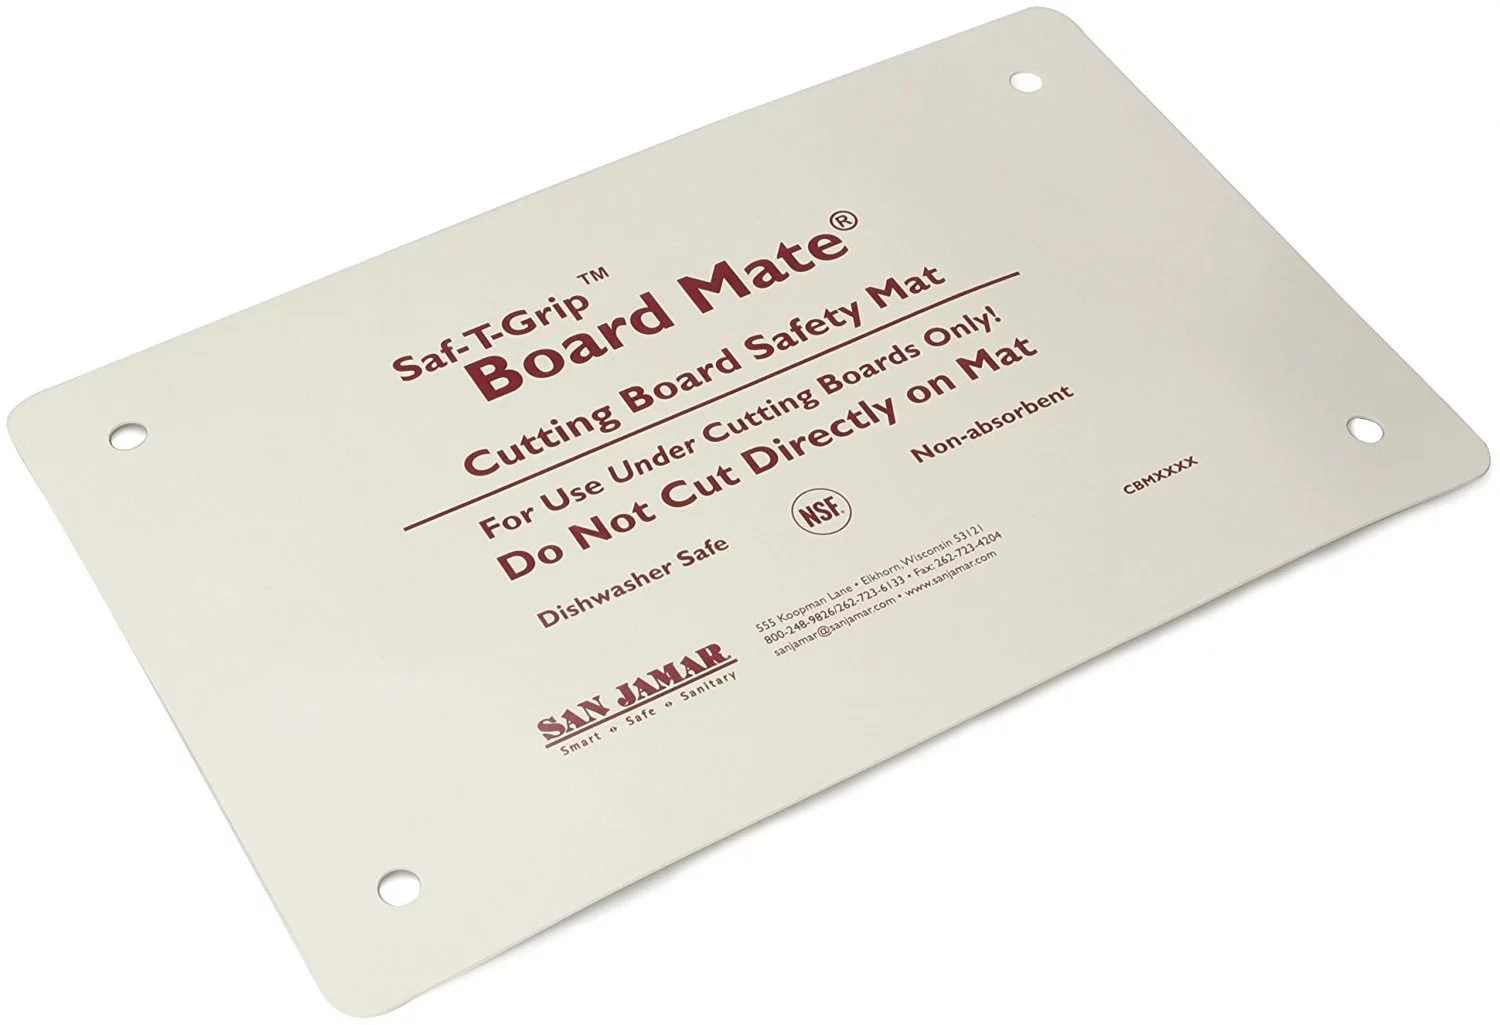 Saf-T-Grip™
Board Mate®
Cutting Board Safety Mat
For Use Under Cutting Boards Only!
Do Not Cut Directly on Mat
Dishwasher Safe
NSF®
Non-absorbent
CBMXXXX
SAN JAMAR®
Smart Safe Sanitary
555 Koopman Lane • Elkhorn, Wisconsin 53121
800-248-9826/262-723-6133 • Fax: 262-723-4204
sanjamar@sanjamar.com • www.sanjamar.com